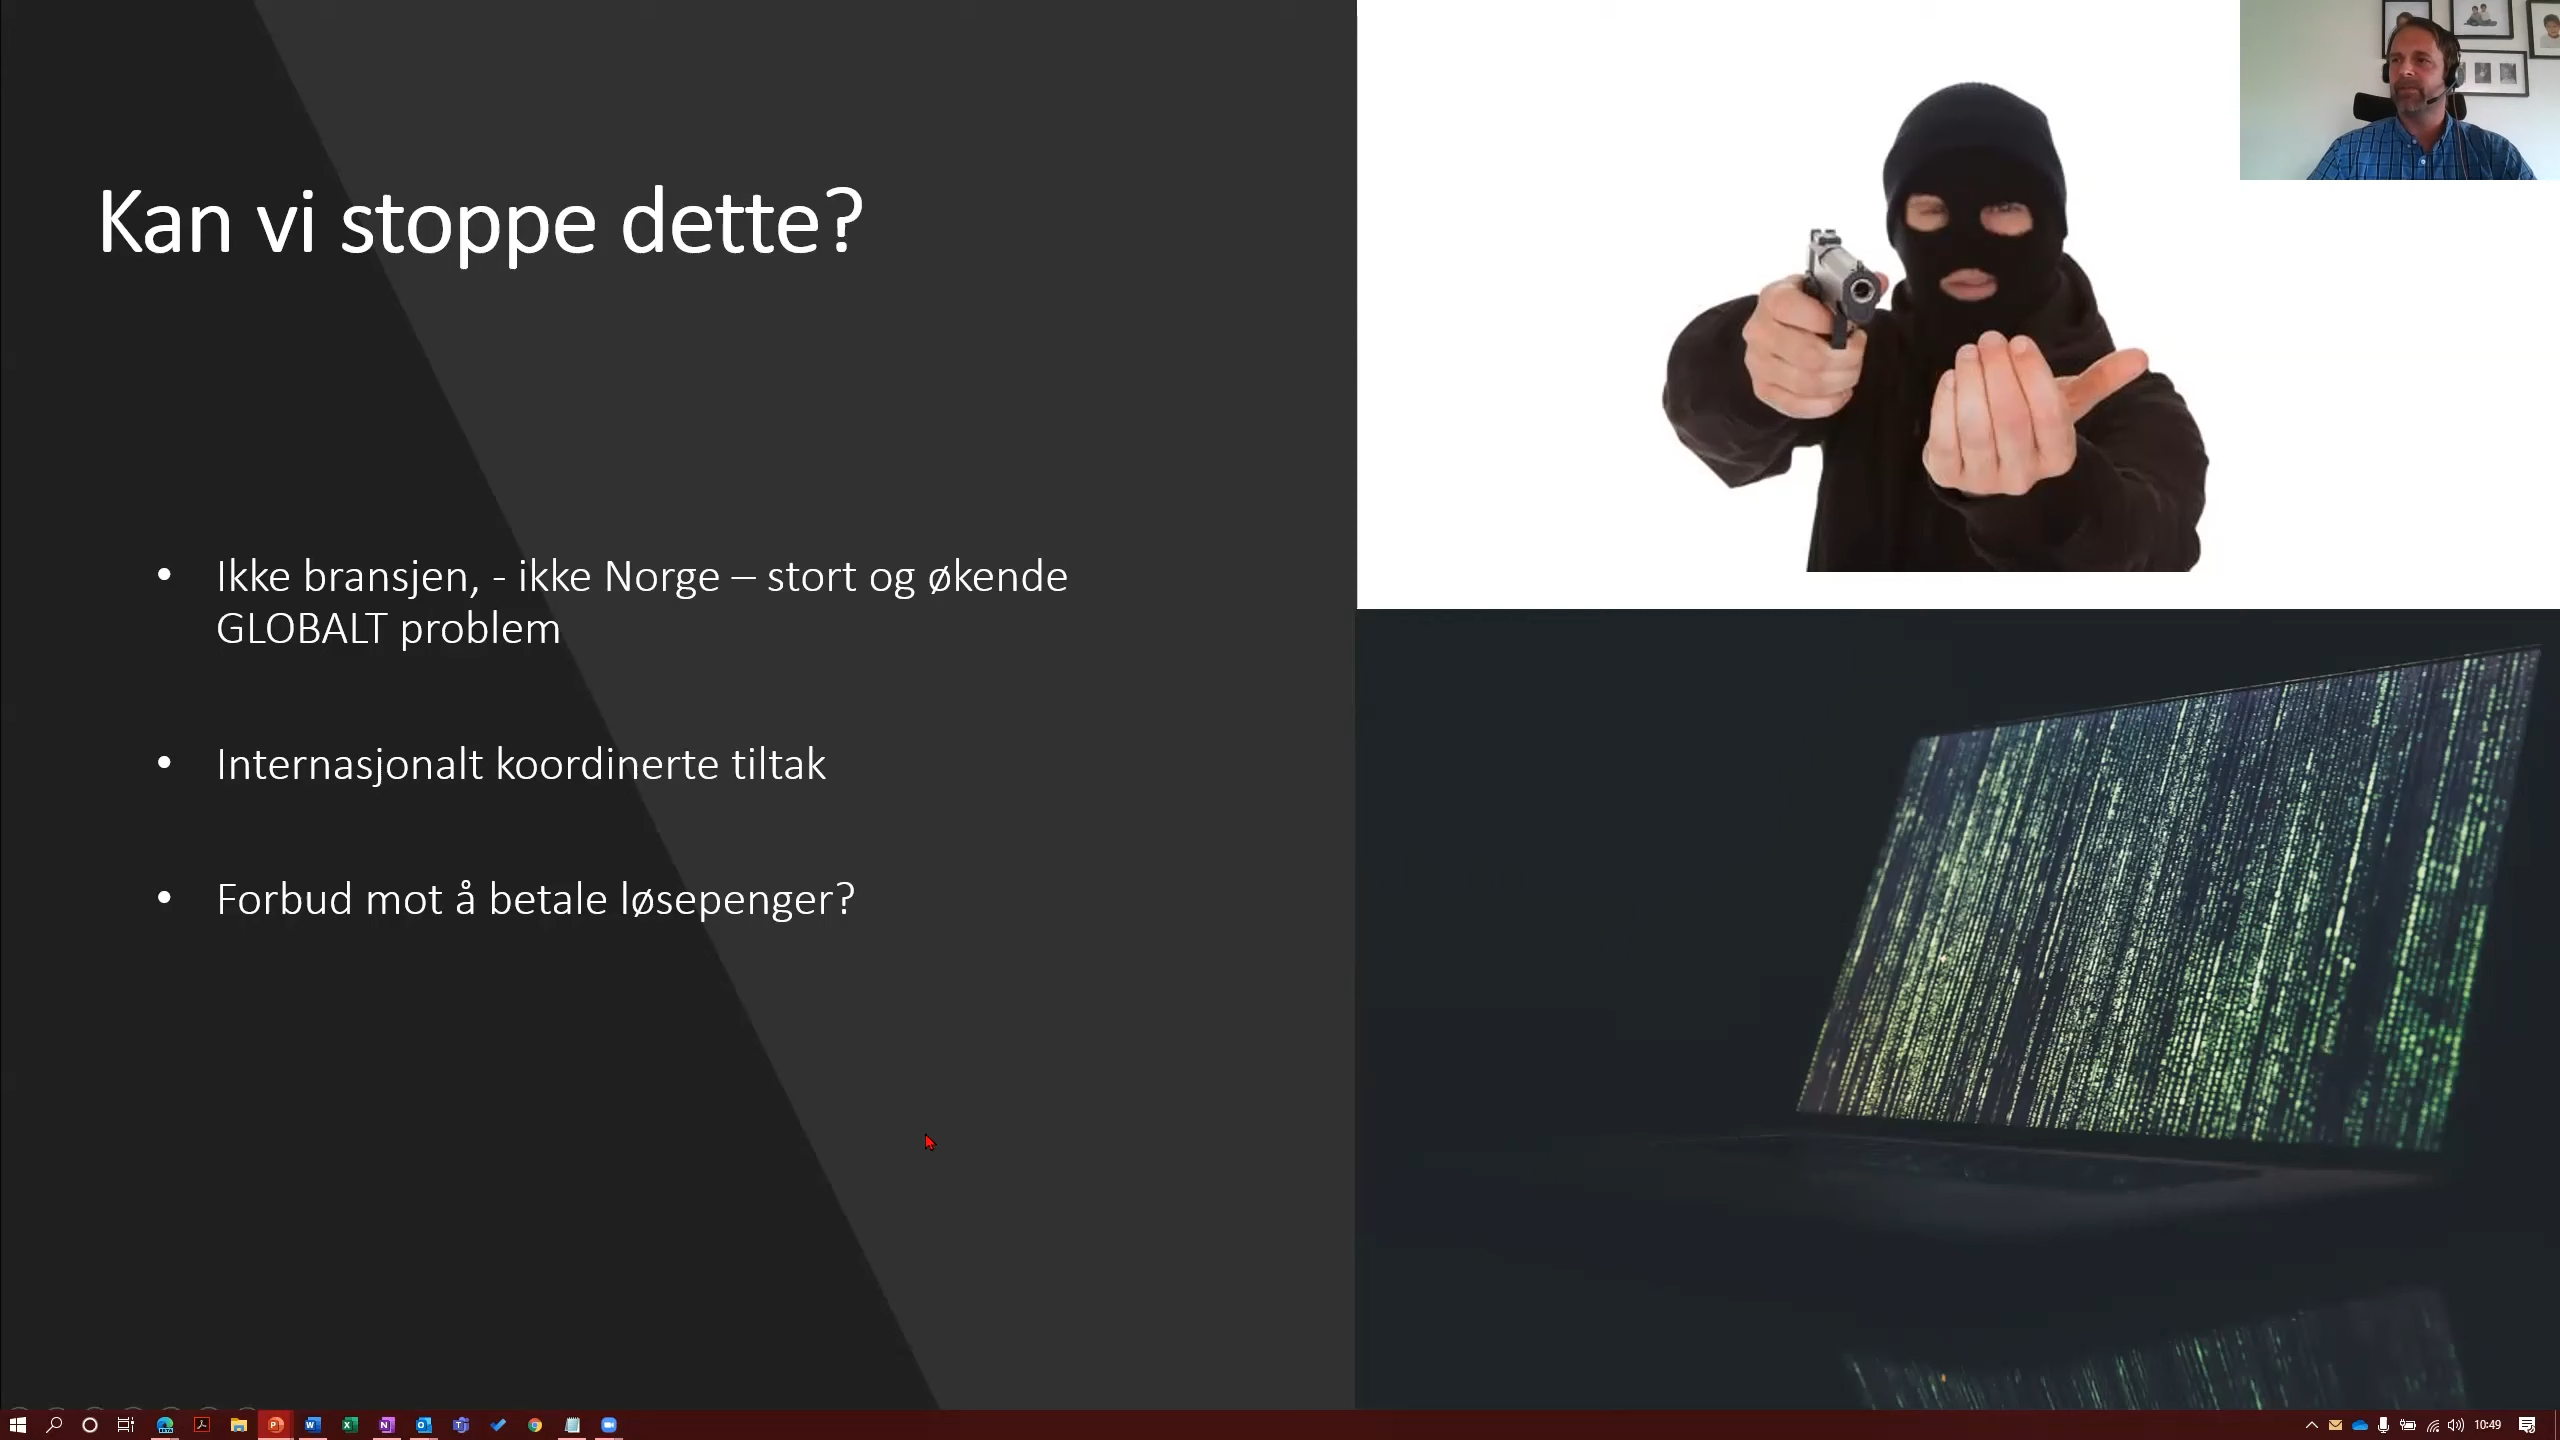 Kan vi stoppe dette?
• Ikke bransjen, - ikke Norge – stort og økende
GLOBALT problem
• Internasjonalt koordinerte tiltak
• Forbud mot å betale løsepenger?
10:49